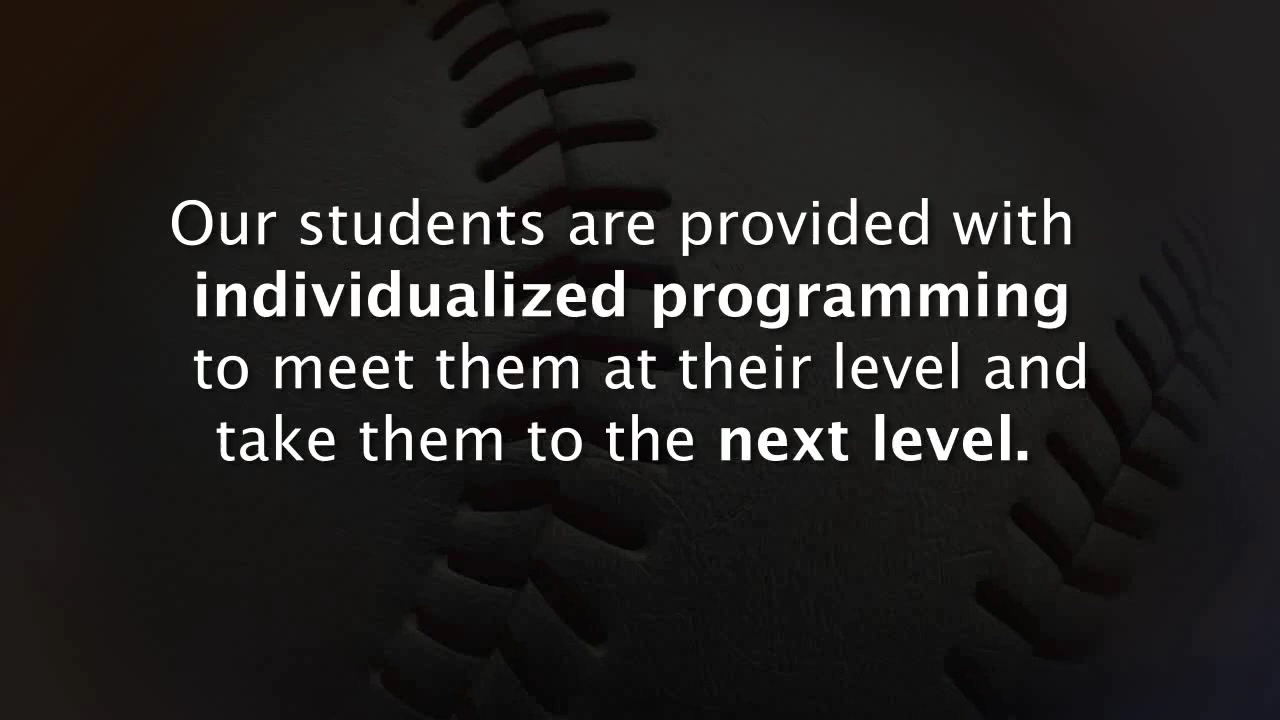 Our students are provided with
individualized programming
to meet them at their level and
take them to the next level.